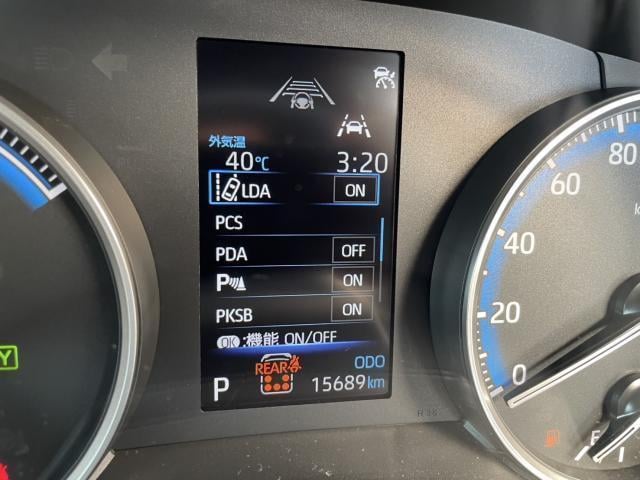 外気温
40℃ 3:20
LDA ON
PCS
PDA OFF
P ON
PKSB ON
OK:機能 ON/OFF
REAR
ODO
P 15689km
Y
0
20
40
60
80
F